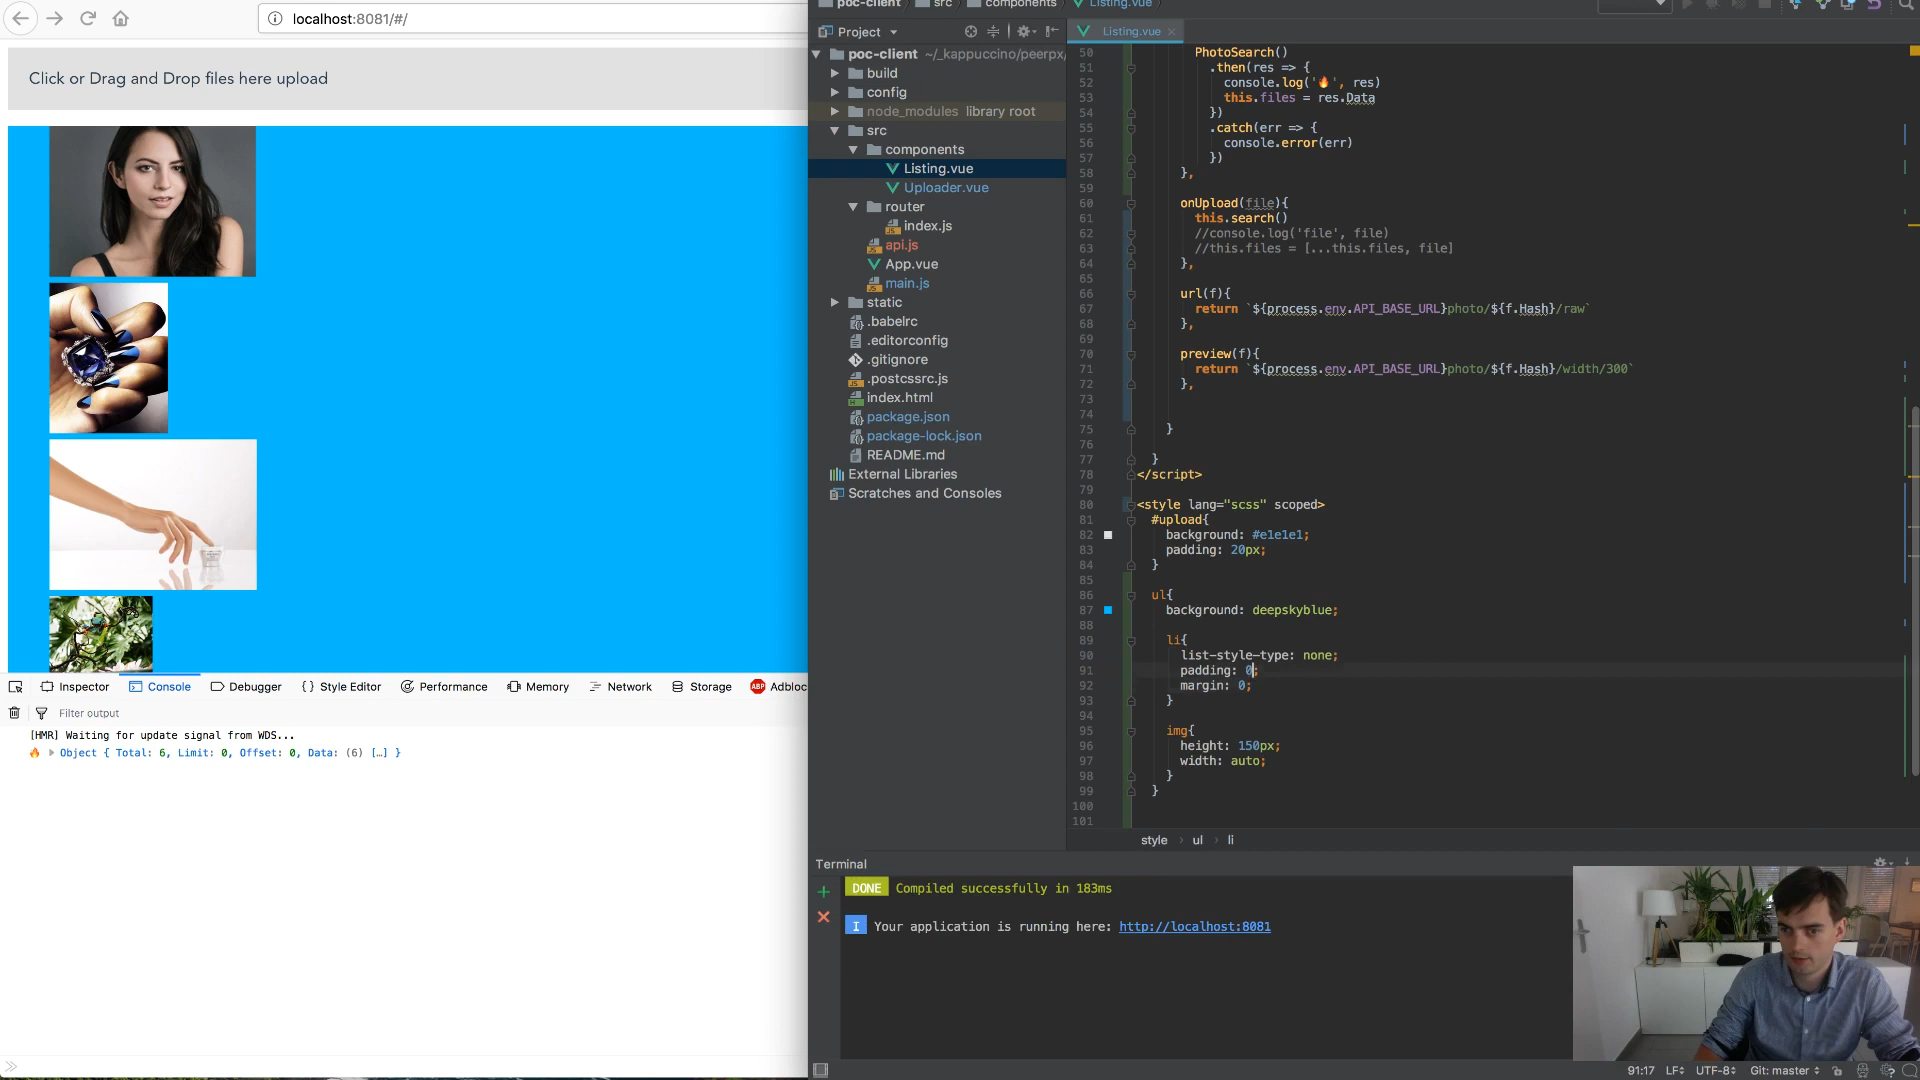 localhost:8081/#/
Click or Drag and Drop files here upload
Inspector
Console
Debugger
{ } Style Editor
Performance
Memory
Network
Storage
ABP Adbloc
Filter output
[HMR] Waiting for update signal from WDS...
🔥 Object { Total: 6, Limit: 0, Offset: 0, Data: (6) […] }
poc-client
src
components
Listing.vue
Project
poc-client ~/_kappuccino/peerpx/
build
config
node_modules library root
src
components
Listing.vue
Uploader.vue
router
index.js
api.js
App.vue
main.js
static
.babelrc
.editorconfig
.gitignore
.postcssrc.js
index.html
package.json
package-lock.json
README.md
External Libraries
Scratches and Consoles
Listing.vue
50 PhotoSearch()
51 .then(res => {
52 console.log('🔥', res)
53 this.files = res.Data
54 })
55 .catch(err => {
56 console.error(err)
57 })
58 },
59
60 onUpload(file){
61 this.search()
62 //console.log('file', file)
63 //this.files = [...this.files, file]
64 },
65
66 url(f){
67 return `${process.env.API_BASE_URL}photo/${f.Hash}/raw`
68 },
69
70 preview(f){
71 return `${process.env.API_BASE_URL}photo/${f.Hash}/width/300`
72 },
73
74
75 }
76
77 }
78 </script>
79
80 <style lang="scss" scoped>
81 #upload{
82 background: #e1e1e1;
83 padding: 20px;
84 }
85
86 ul{
87 background: deepskyblue;
88
89 li{
90 list-style-type: none;
91 padding: 0;
92 margin: 0;
93 }
94
95 img{
96 height: 150px;
97 width: auto;
98 }
99 }
100
101
style › ul › li
Terminal
DONE Compiled successfully in 183ms
I Your application is running here: http://localhost:8081
91:17 LF UTF-8 Git: master